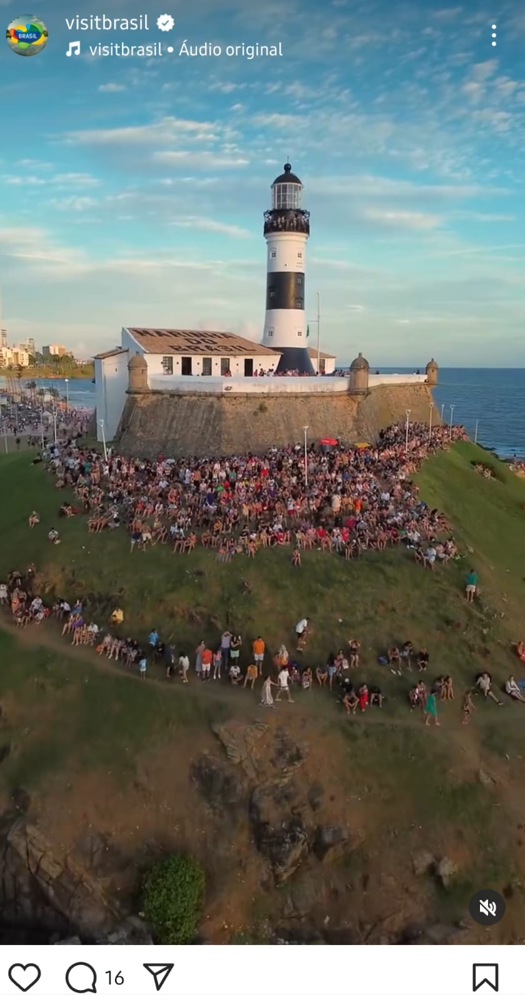 BRASIL
visitbrasil
visitbrasil • Áudio original
MARINHA
DO
BRASIL
16